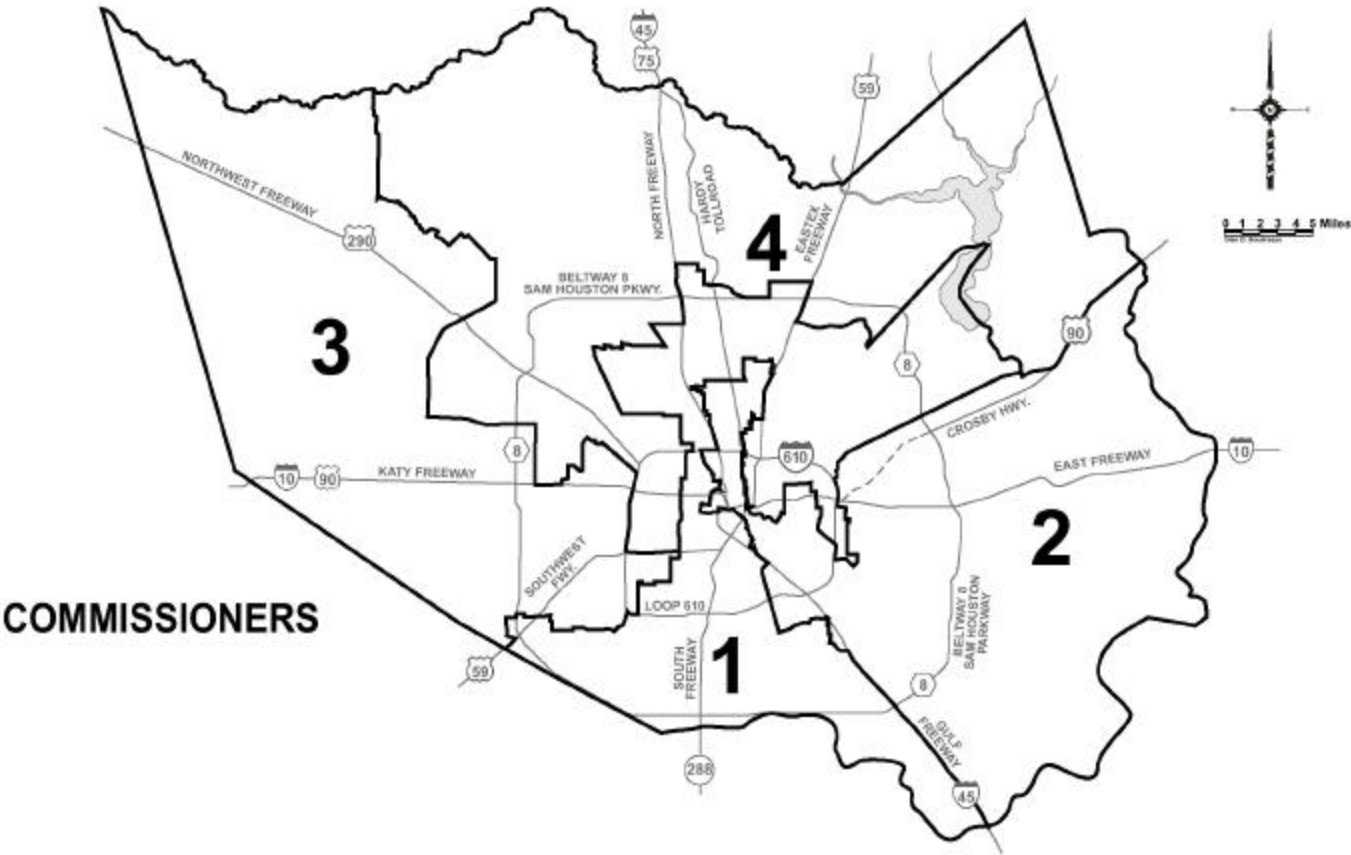 45
75
59
NORTH FREEWAY
HARDY
TOLLROAD
EASTEX
FREEWAY
NORTHWEST FREEWAY
290
4
0 1 2 3 4 5 Miles
BELTWAY 8
SAM HOUSTON PKWY.
3
90
8
CROSBY HWY.
8
610
10
90
KATY FREEWAY
EAST FREEWAY
10
2
SOUTHWEST
FWY.
COMMISSIONERS
LOOP 610
BELTWAY 8
SAM HOUSTON
PARKWAY
1
SOUTH
FREEWAY
59
8
GULF
FREEWAY
288
45